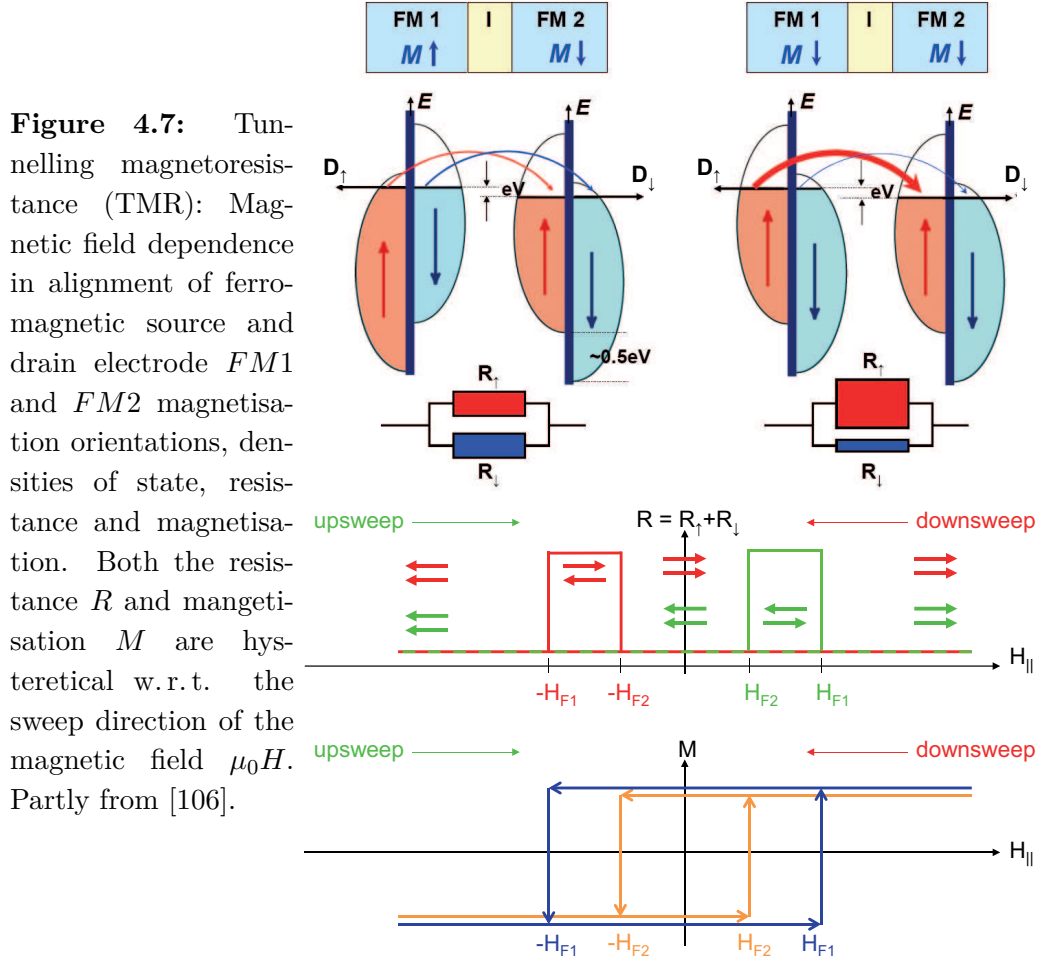 Figure 4.7: Tun-
nelling magnetoresis-
tance (TMR): Mag-
netic field dependence
in alignment of ferro-
magnetic source and
drain electrode FM1
and FM2 magnetisa-
tion orientations, den-
sities of state, resis-
tance and magnetisa-
tion. Both the resis-
tance R and mangeti-
sation M are hys-
teretical w.r.t. the
sweep direction of the
magnetic field μ₀H.
Partly from [106].
FM 1 I FM 2
M M
E E
D↑ D↓
eV
~0.5eV
R↑
R↓
FM 1 I FM 2
M M
E E
D↑ D↓
eV
R↑
R↓
upsweep R = R↑+R↓ downsweep
H||
-HF1 -HF2 HF2 HF1
upsweep M downsweep
H||
-HF1 -HF2 HF2 HF1